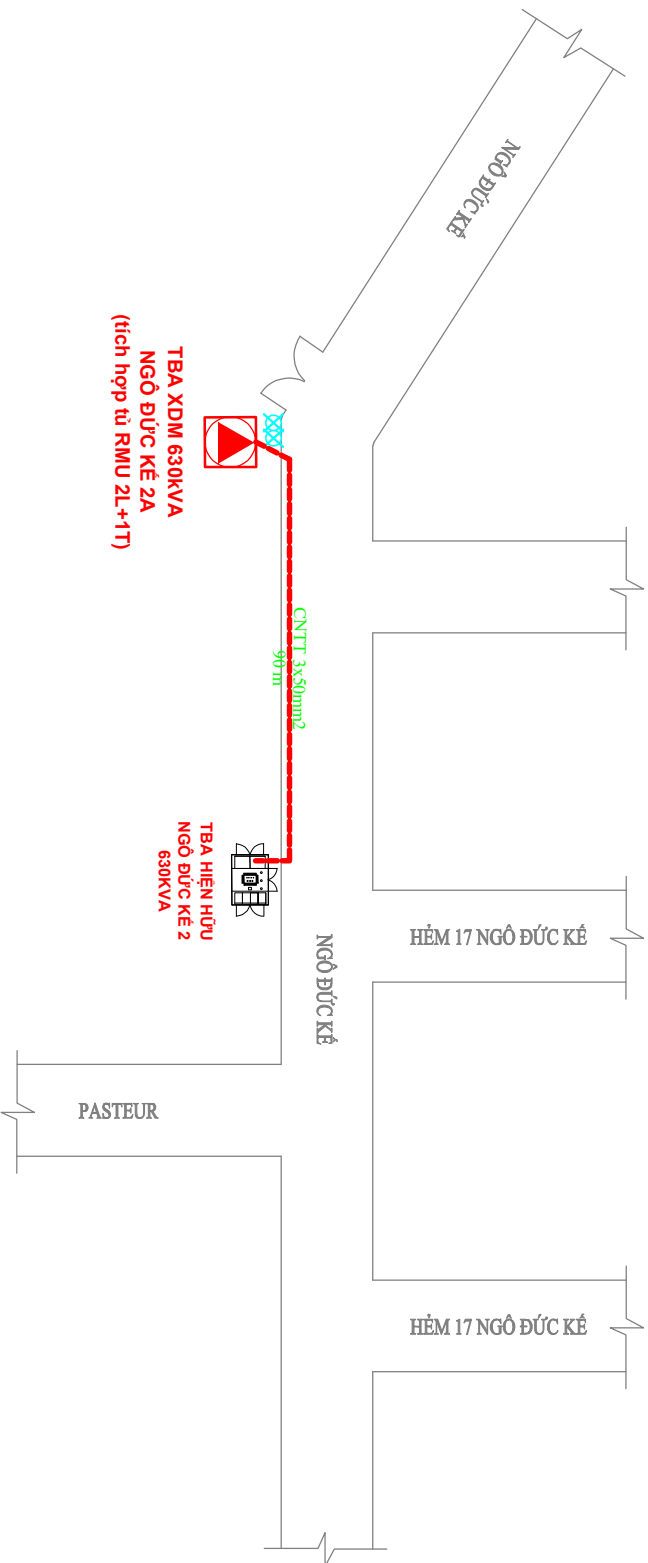 NGÔ ĐỨC KẾ
TBA XDM 630kVA
NGÔ ĐỨC KẾ 2A
(tích hợp tủ RMU 2L+1T)
CNTT 3x50mm2
90 m
TBA HIỆN HỮU
NGÔ ĐỨC KẾ 2
630KVA
HẺM 17 NGÔ ĐỨC KẾ
NGÔ ĐỨC KẾ
PASTEUR
HẺM 17 NGÔ ĐỨC KẾ